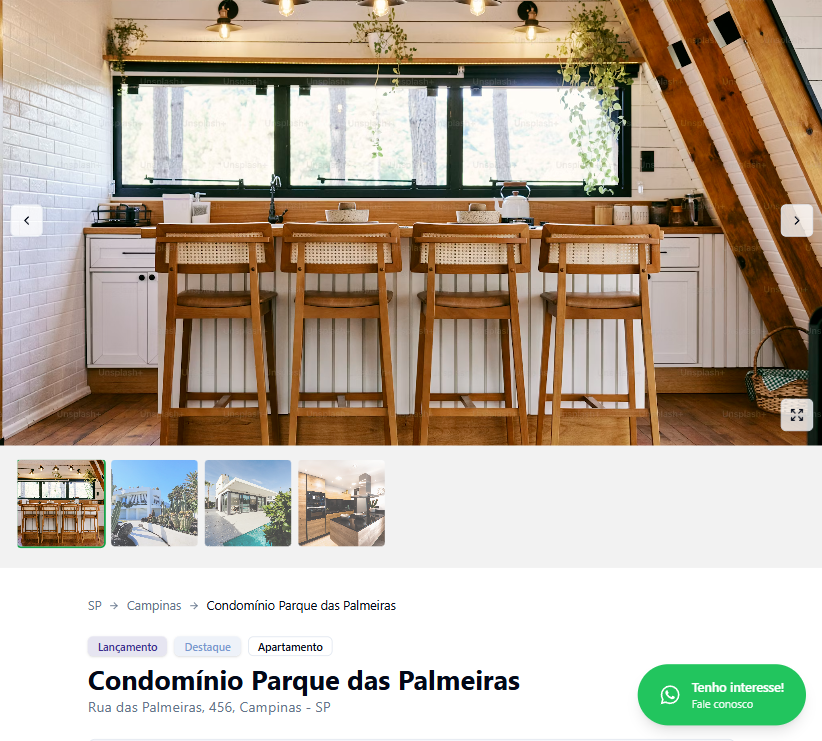 SP → Campinas → Condomínio Parque das Palmeiras
Lançamento Destaque Apartamento
Condomínio Parque das Palmeiras
Rua das Palmeiras, 456, Campinas - SP
Tenho interesse!
Fale conosco
Unsplash+